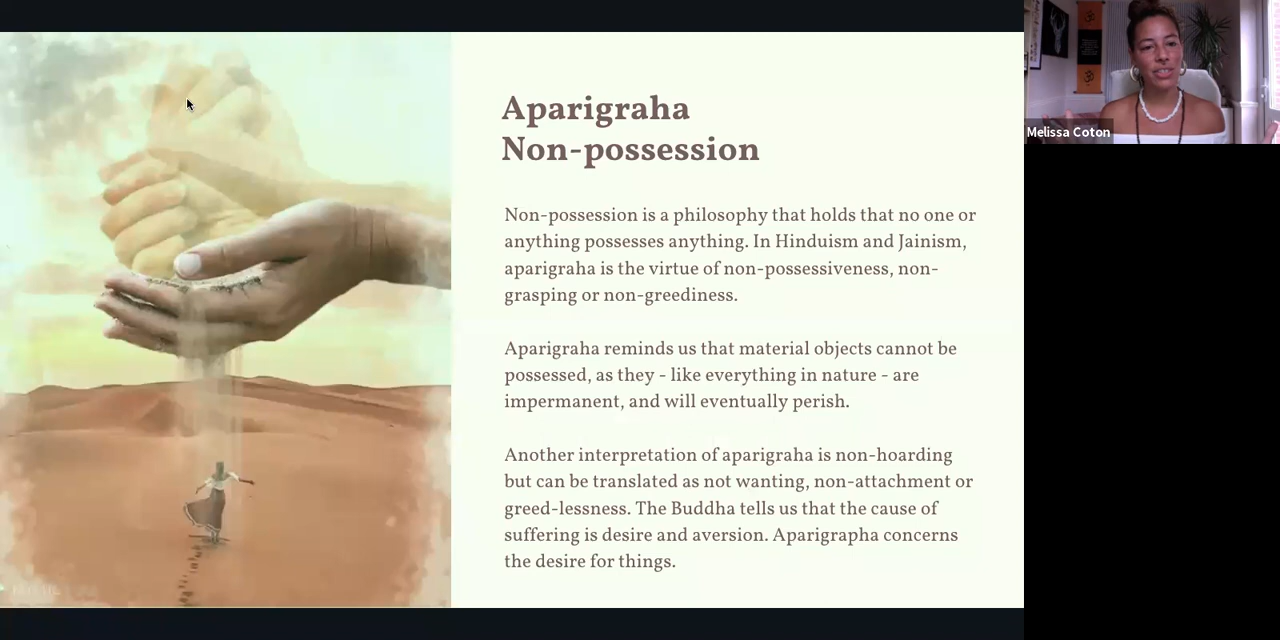 Aparigraha
Non-possession
Non-possession is a philosophy that holds that no one or
anything possesses anything. In Hinduism and Jainism,
aparigraha is the virtue of non-possessiveness, non-
grasping or non-greediness.
Aparigraha reminds us that material objects cannot be
possessed, as they - like everything in nature - are
impermanent, and will eventually perish.
Another interpretation of aparigraha is non-hoarding
but can be translated as not wanting, non-attachment or
greed-lessness. The Buddha tells us that the cause of
suffering is desire and aversion. Aparigrapha concerns
the desire for things.
Melissa Coton
ॐ
ॐ